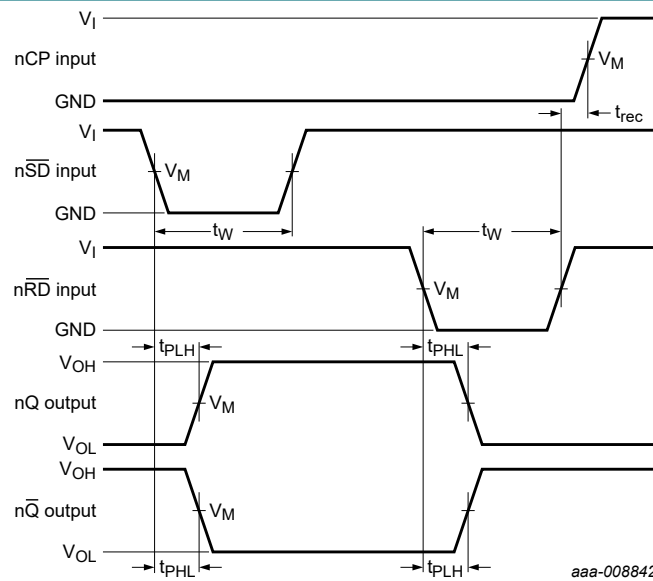 V_I
nCP input
V_M
GND
t_rec
V_I
nS̅D̅ input
V_M
GND
t_W
t_W
V_I
nR̅D̅ input
V_M
GND
t_PLH
t_PHL
V_OH
nQ output
V_M
V_OL
V_OH
nQ̅ output
V_M
V_OL
t_PHL
t_PLH
aaa-008842